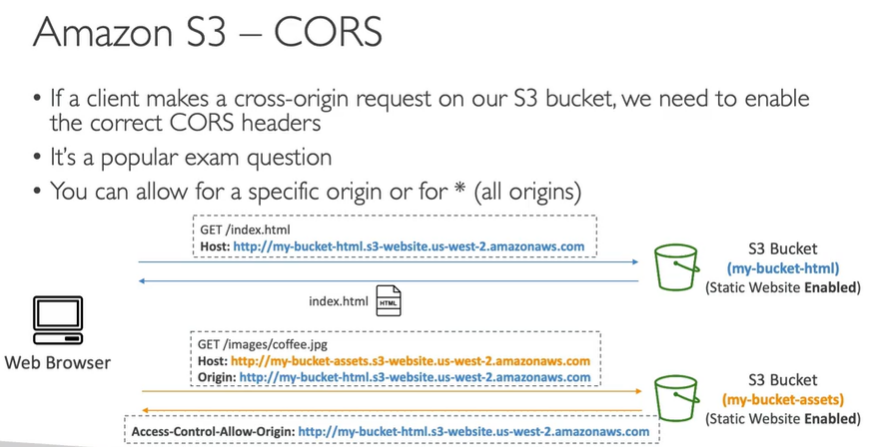 Amazon S3 – CORS
• If a client makes a cross-origin request on our S3 bucket, we need to enable
the correct CORS headers
• It's a popular exam question
• You can allow for a specific origin or for * (all origins)
GET /index.html
Host: http://my-bucket-html.s3-website.us-west-2.amazonaws.com
S3 Bucket
(my-bucket-html)
(Static Website Enabled)
index.html
HTML
Web Browser
GET /images/coffee.jpg
Host: http://my-bucket-assets.s3-website.us-west-2.amazonaws.com
Origin: http://my-bucket-html.s3-website.us-west-2.amazonaws.com
S3 Bucket
(my-bucket-assets)
(Static Website Enabled)
Access-Control-Allow-Origin: http://my-bucket-html.s3-website.us-west-2.amazonaws.com